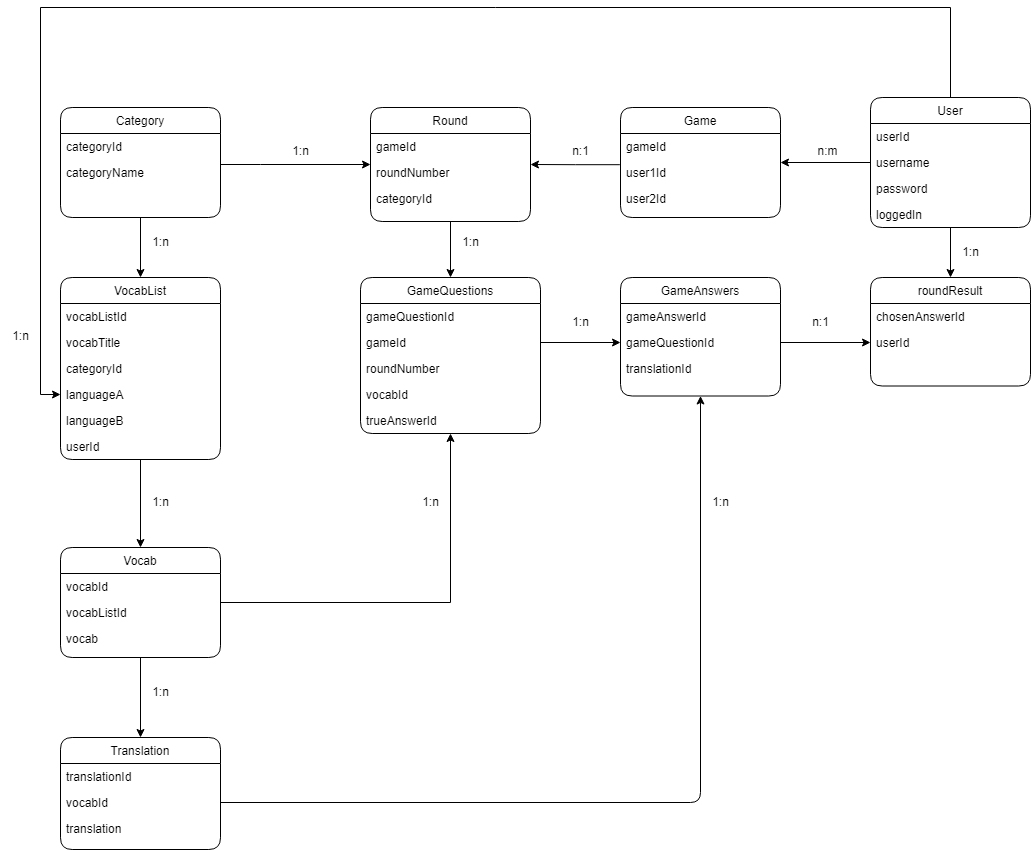 Category
categoryId
categoryName
1:n
Round
gameId
roundNumber
categoryId
n:1
Game
gameId
user1Id
user2Id
n:m
User
userId
username
password
loggedIn
1:n
1:n
1:n
1:n
VocabList
vocabListId
vocabTitle
categoryId
languageA
languageB
userId
GameQuestions
gameQuestionId
gameId
roundNumber
vocabId
trueAnswerId
1:n
GameAnswers
gameAnswerId
gameQuestionId
translationId
n:1
roundResult
chosenAnswerId
userId
1:n
1:n
1:n
Vocab
vocabId
vocabListId
vocab
1:n
Translation
translationId
vocabId
translation